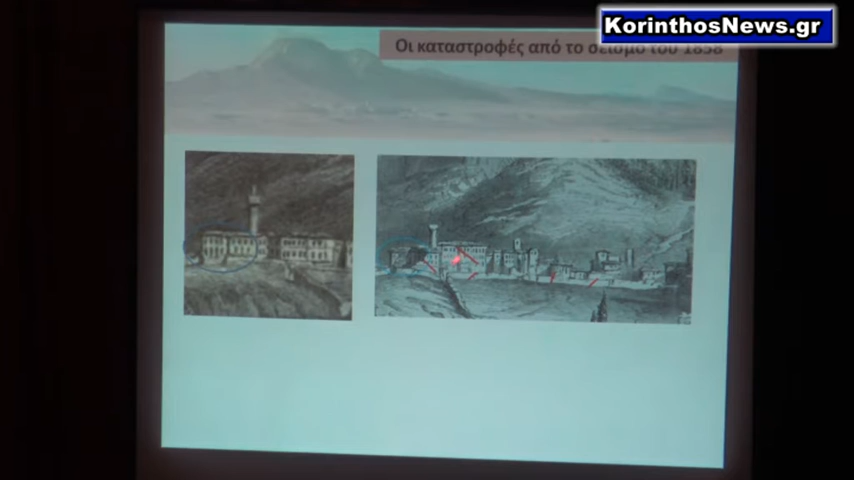 KorinthosNews.gr
Οι καταστροφές από το σεισμό του 1858